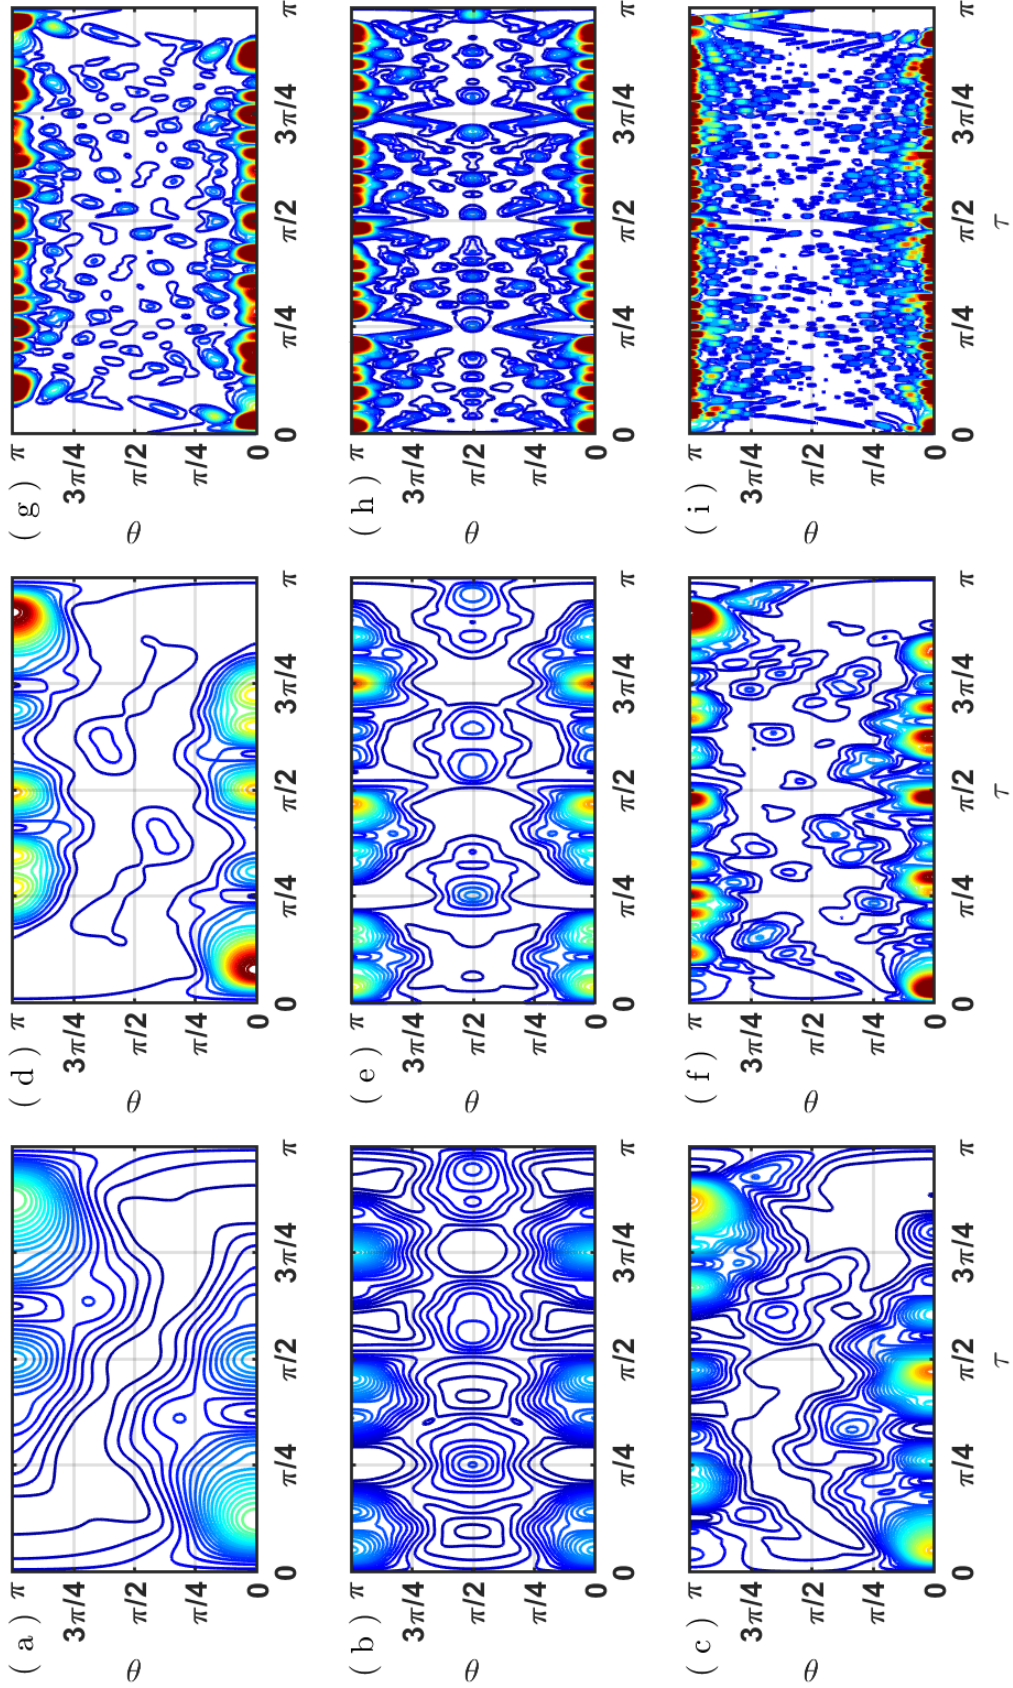 ( a ) π 3π/4 π/2 π/4 0 θ
0 π/4 π/2 3π/4 π
( d ) π 3π/4 π/2 π/4 0 θ
0 π/4 π/2 3π/4 π
( g ) π 3π/4 π/2 π/4 0 θ
0 π/4 π/2 3π/4 π
( b ) π 3π/4 π/2 π/4 0 θ
0 π/4 π/2 3π/4 π
( e ) π 3π/4 π/2 π/4 0 θ
0 π/4 π/2 3π/4 π
( h ) π 3π/4 π/2 π/4 0 θ
0 π/4 π/2 3π/4 π
( c ) π 3π/4 π/2 π/4 0 θ
0 π/4 π/2 3π/4 π
τ
( f ) π 3π/4 π/2 π/4 0 θ
0 π/4 π/2 3π/4 π
τ
( i ) π 3π/4 π/2 π/4 0 θ
0 π/4 π/2 3π/4 π
τ